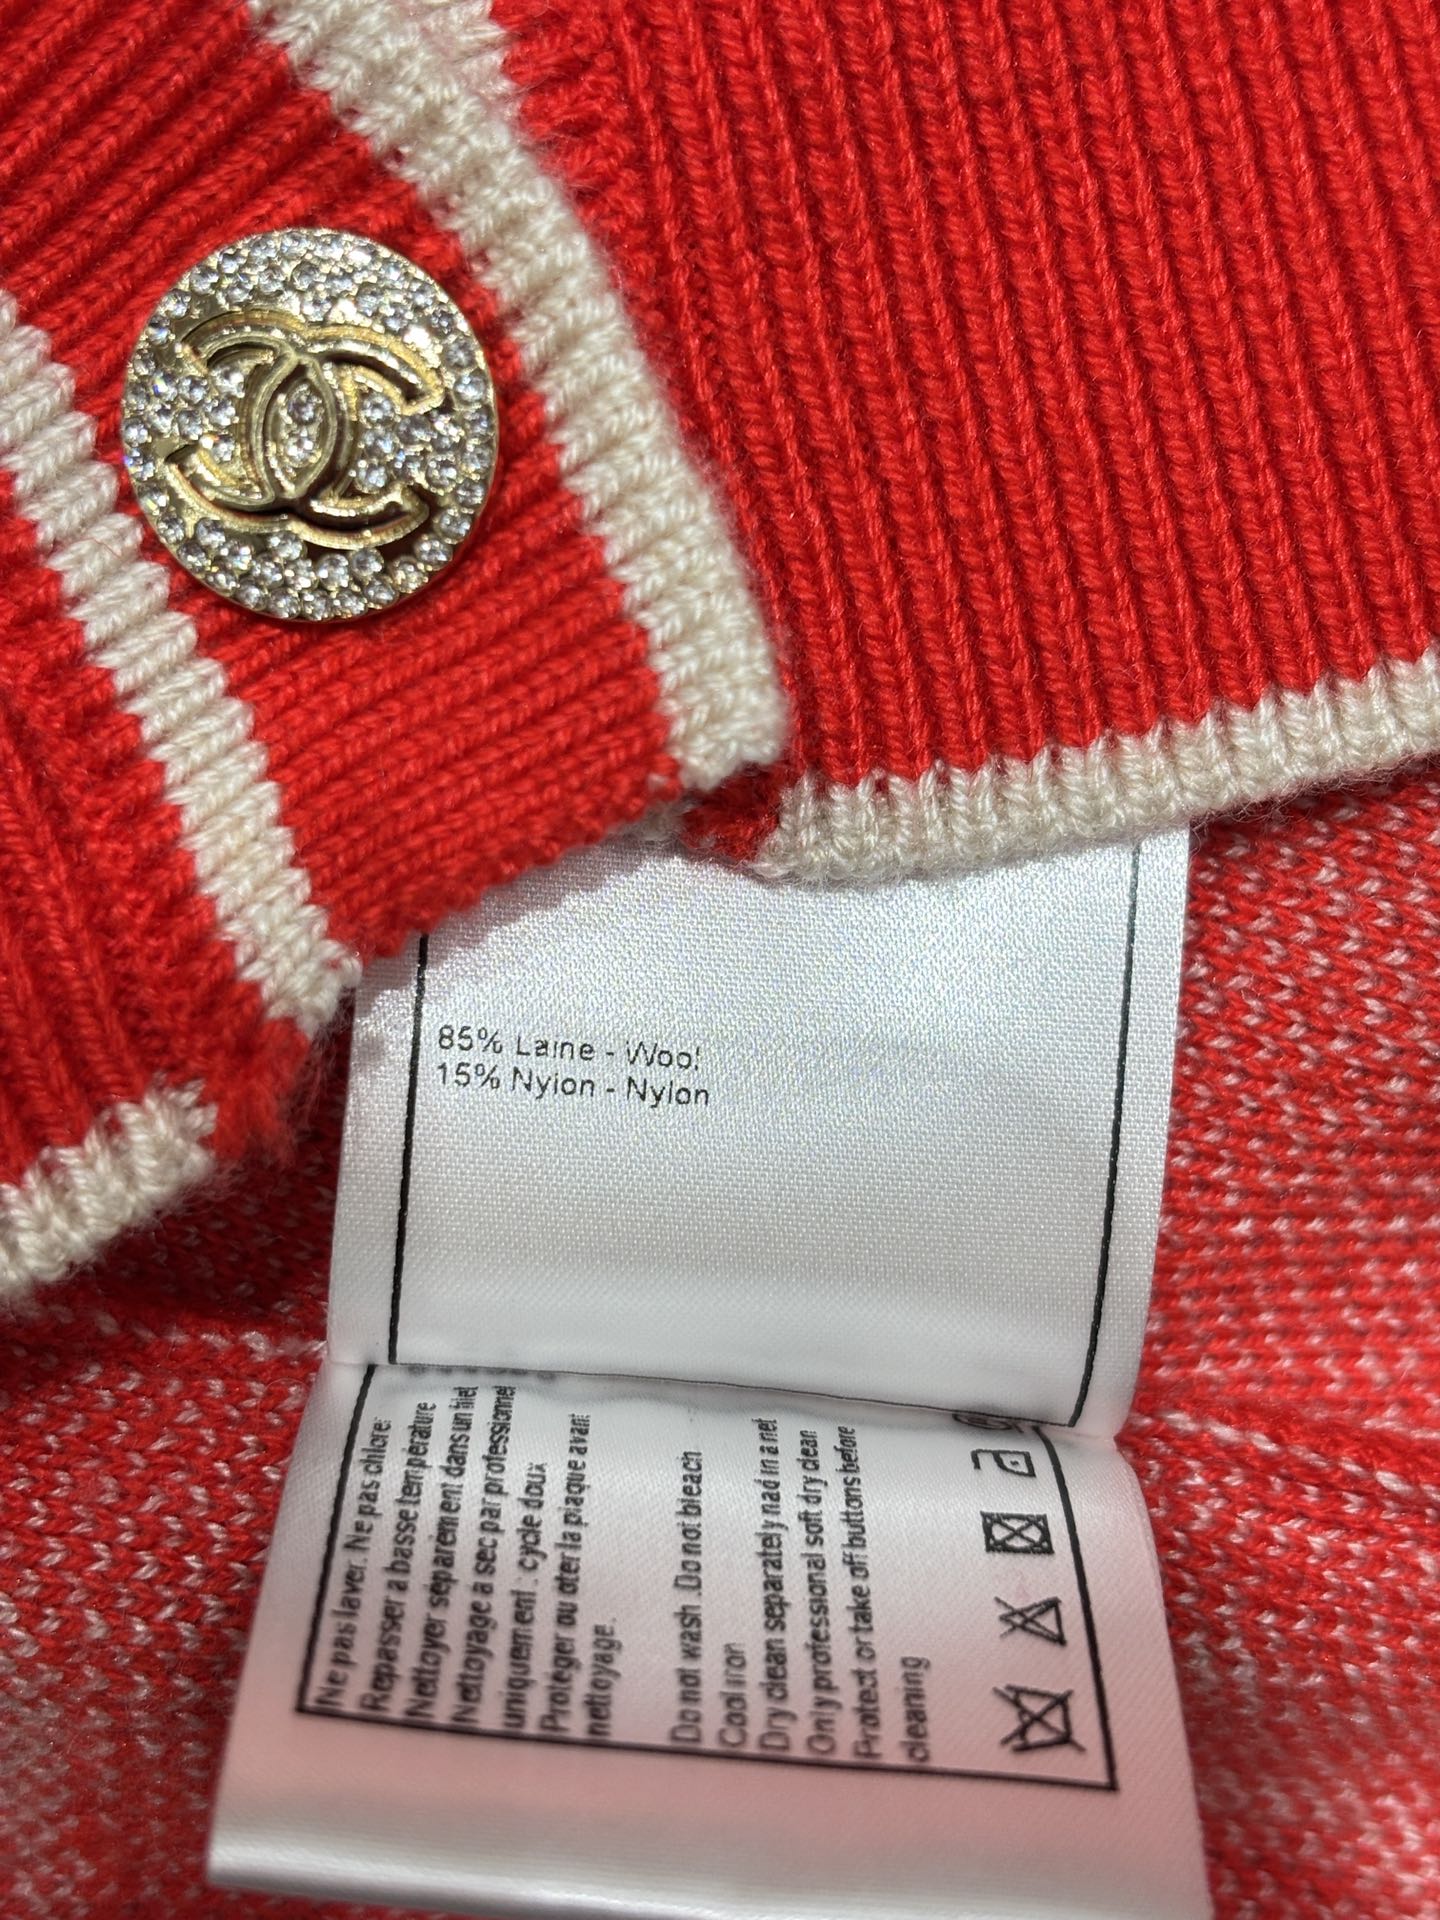 85% Laine - Wool
15% Nylon - Nylon
Ne pas laver. Ne pas chlorer
Repasser a basse température
Nettoyer separement dans un filet
Nettoyage a sec par professionnel
uniquement : cycle doux
Protéger ou oter la plaque avant
nettoyage.
Do not wash .Do not bleach
Cool iron
Dry clean separately nad in a net
Only professional soft dry clean
Protect or take off buttons before
cleaning